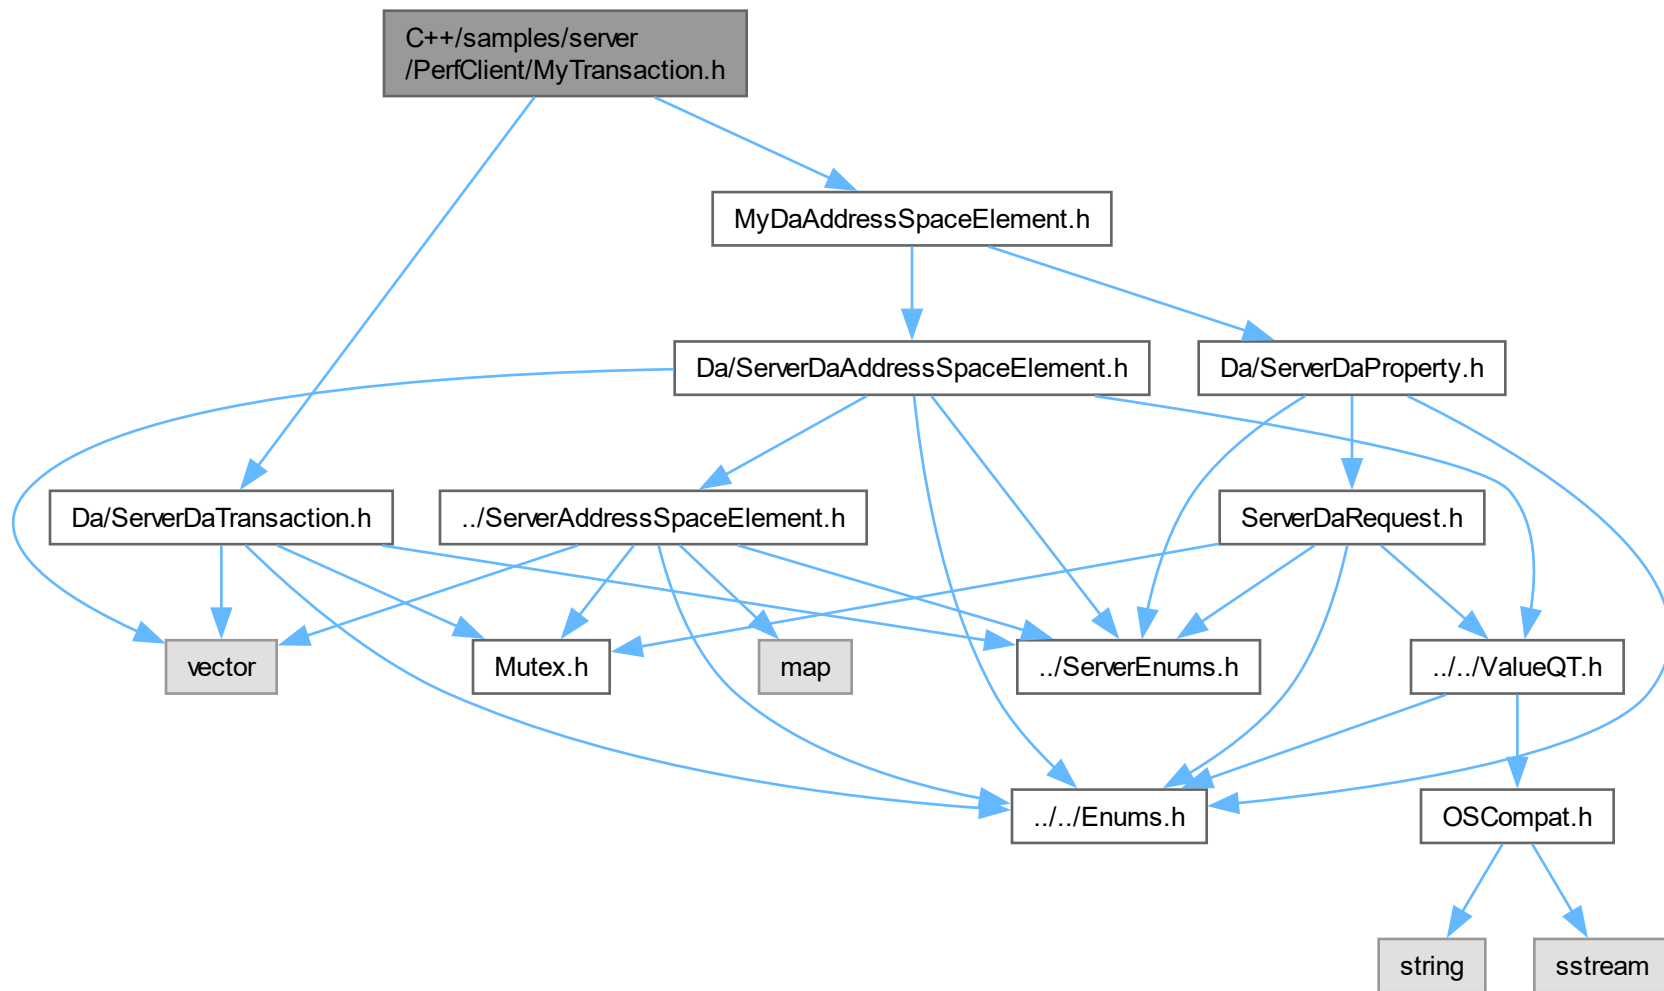 C++/samples/server
/PerfClient/MyTransaction.h
MyDaAddressSpaceElement.h
Da/ServerDaAddressSpaceElement.h
Da/ServerDaProperty.h
Da/ServerDaTransaction.h
../ServerAddressSpaceElement.h
ServerDaRequest.h
vector
Mutex.h
map
../ServerEnums.h
../../ValueQT.h
../../Enums.h
OSCompat.h
string
sstream